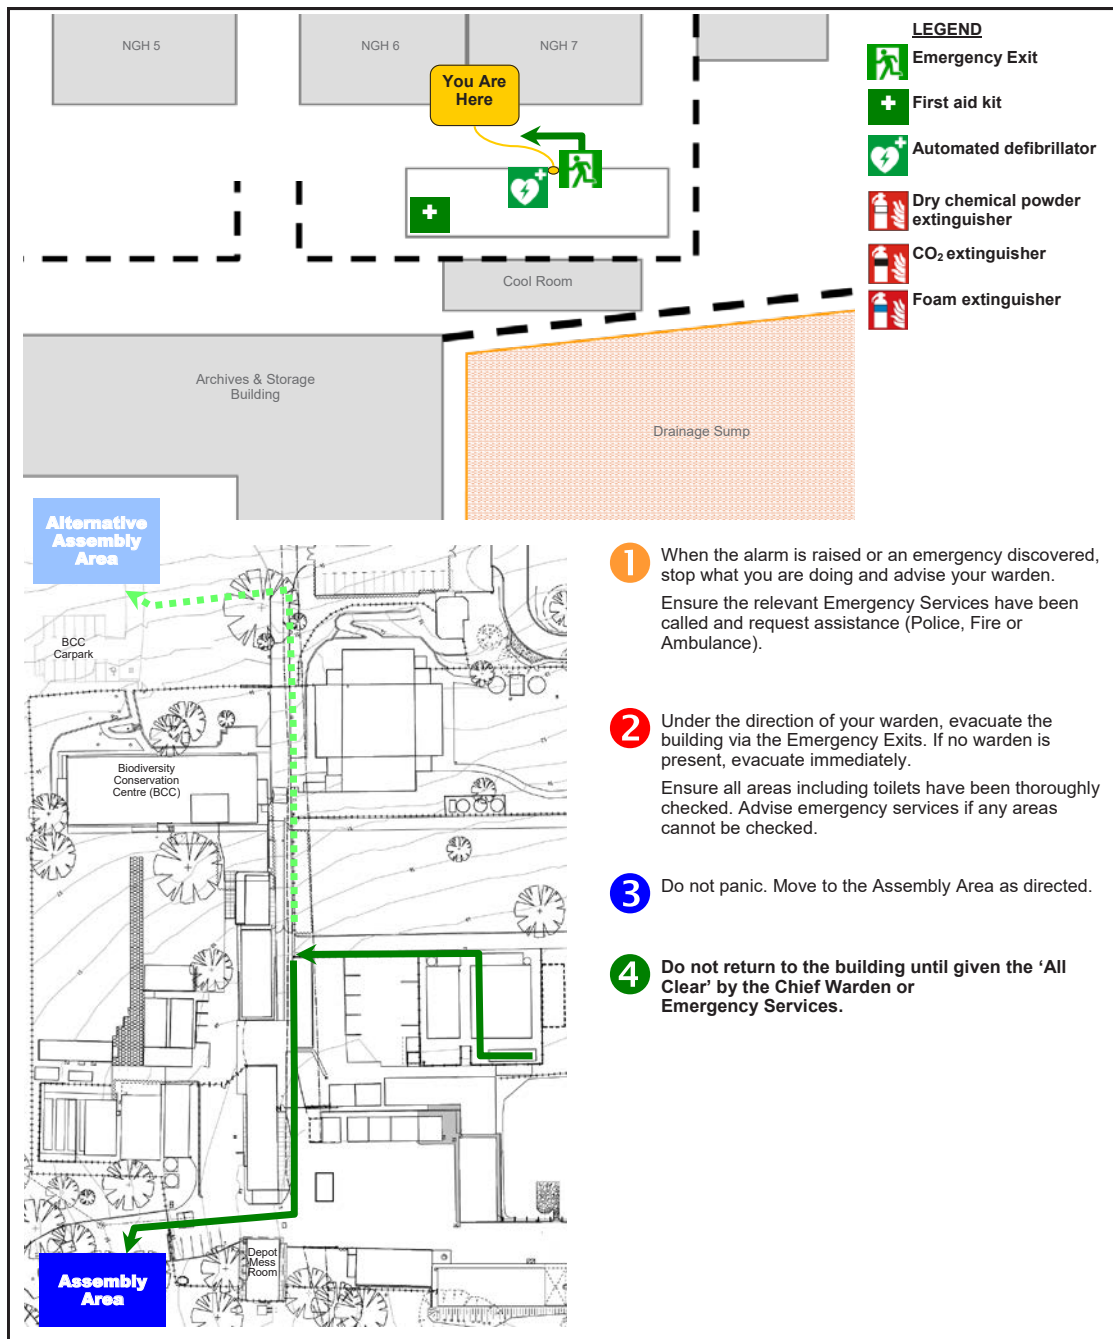 NGH 5
NGH 6
NGH 7
You Are
Here
Cool Room
Archives & Storage
Building
Drainage Sump
LEGEND
Emergency Exit
First aid kit
Automated defibrillator
Dry chemical powder
extinguisher
CO₂ extinguisher
Foam extinguisher
Alternative
Assembly
Area
BCC
Carpark
Biodiversity
Conservation
Centre (BCC)
Depot
Mess
Room
Assembly
Area
1 When the alarm is raised or an emergency discovered,
stop what you are doing and advise your warden.
Ensure the relevant Emergency Services have been
called and request assistance (Police, Fire or
Ambulance).
2 Under the direction of your warden, evacuate the
building via the Emergency Exits. If no warden is
present, evacuate immediately.
Ensure all areas including toilets have been thoroughly
checked. Advise emergency services if any areas
cannot be checked.
3 Do not panic. Move to the Assembly Area as directed.
4 Do not return to the building until given the ‘All
Clear’ by the Chief Warden or
Emergency Services.